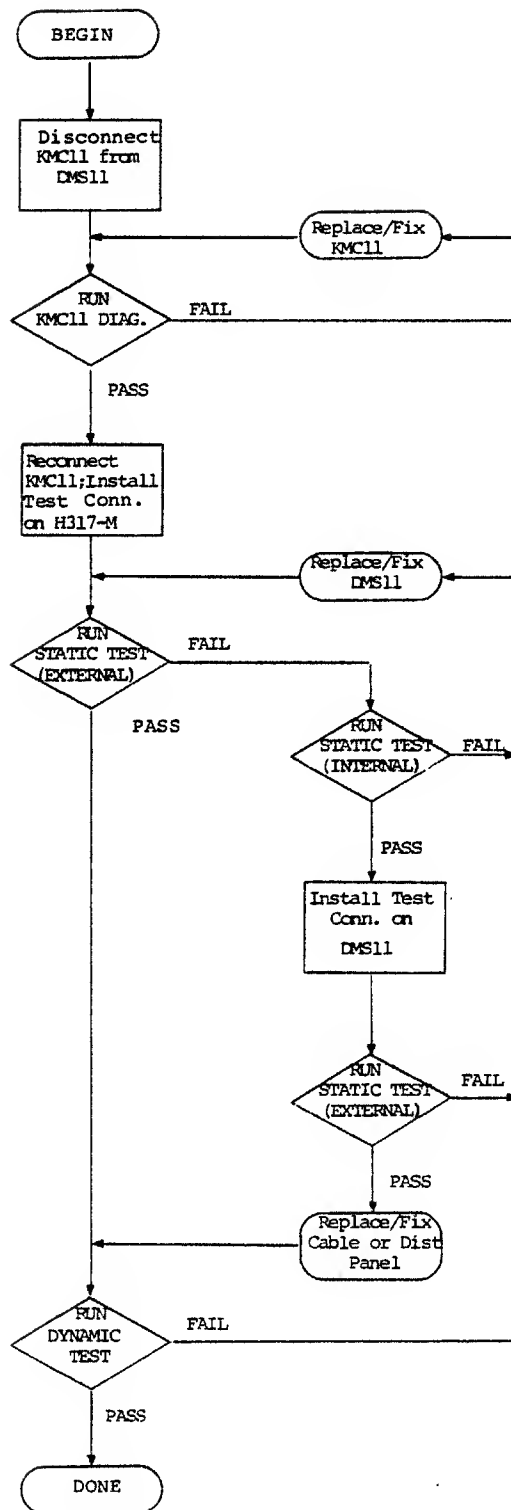 BEGIN
Disconnect
KMC11 from
DMS11
Replace/Fix
KMC11
RUN
KMC11 DIAG.
FAIL
PASS
Reconnect
KMC11;Install
Test Conn.
on H317-M
Replace/Fix
DMS11
RUN
STATIC TEST
(EXTERNAL)
FAIL
PASS
RUN
STATIC TEST
(INTERNAL)
FAIL
PASS
Install Test
Conn. on
DMS11
RUN
STATIC TEST
(EXTERNAL)
FAIL
PASS
Replace/Fix
Cable or Dist
Panel
RUN
DYNAMIC
TEST
FAIL
PASS
DONE